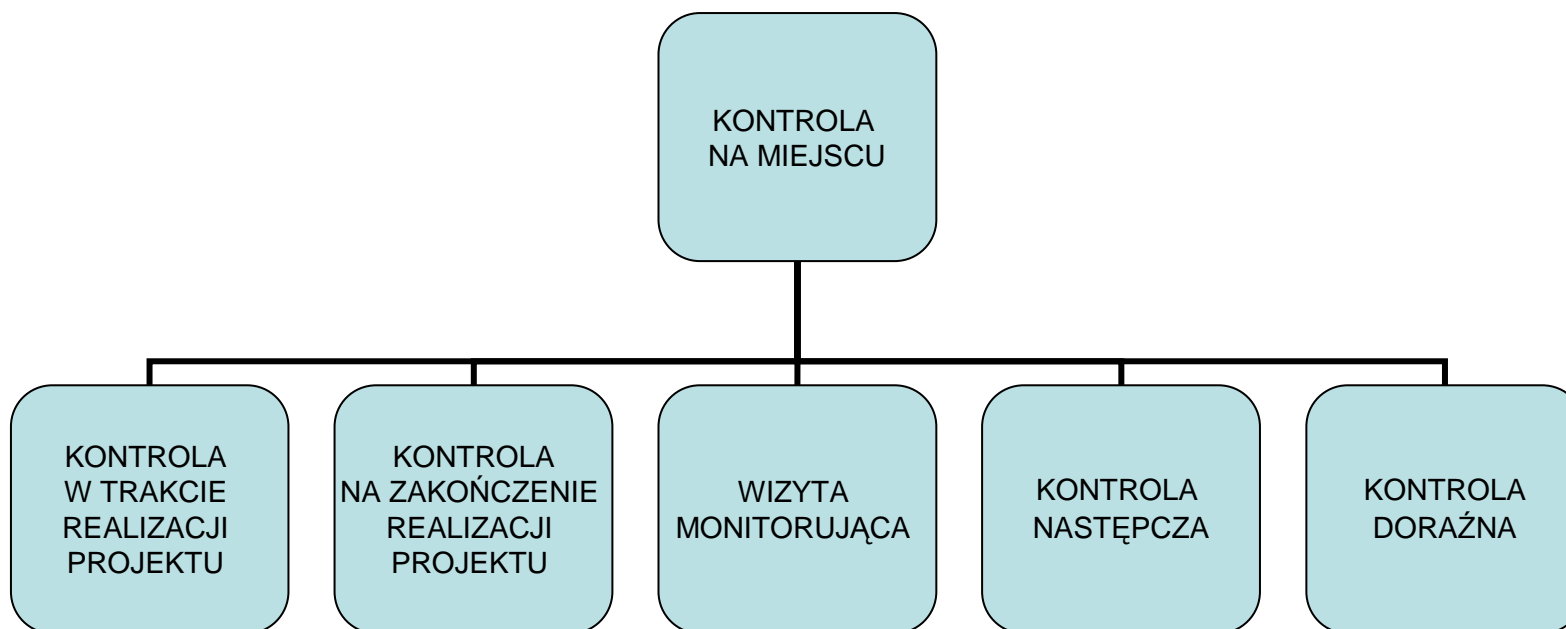 KONTROLA
NA MIEJSCU
KONTROLA
W TRAKCIE
REALIZACJI
PROJEKTU
KONTROLA
NA ZAKOŃCZENIE
REALIZACJI
PROJEKTU
WIZYTA
MONITORUJĄCA
KONTROLA
NASTĘPCZA
KONTROLA
DORAŹNA